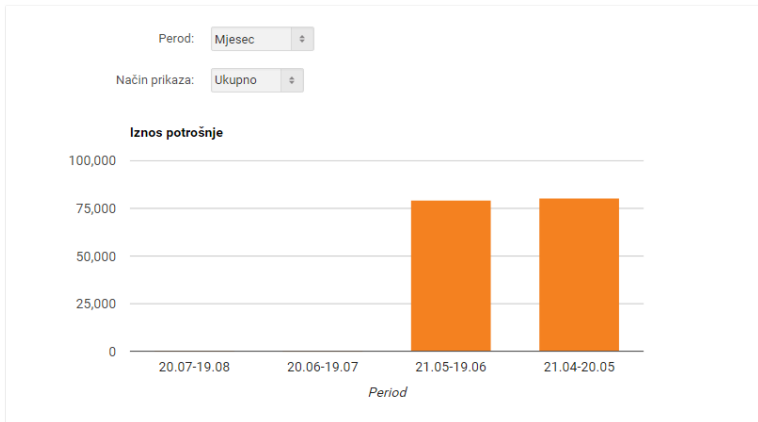 Perod: Mjesec
Način prikaza: Ukupno
Iznos potrošnje
100,000
75,000
50,000
25,000
0
20.07-19.08 20.06-19.07 21.05-19.06 21.04-20.05
Period